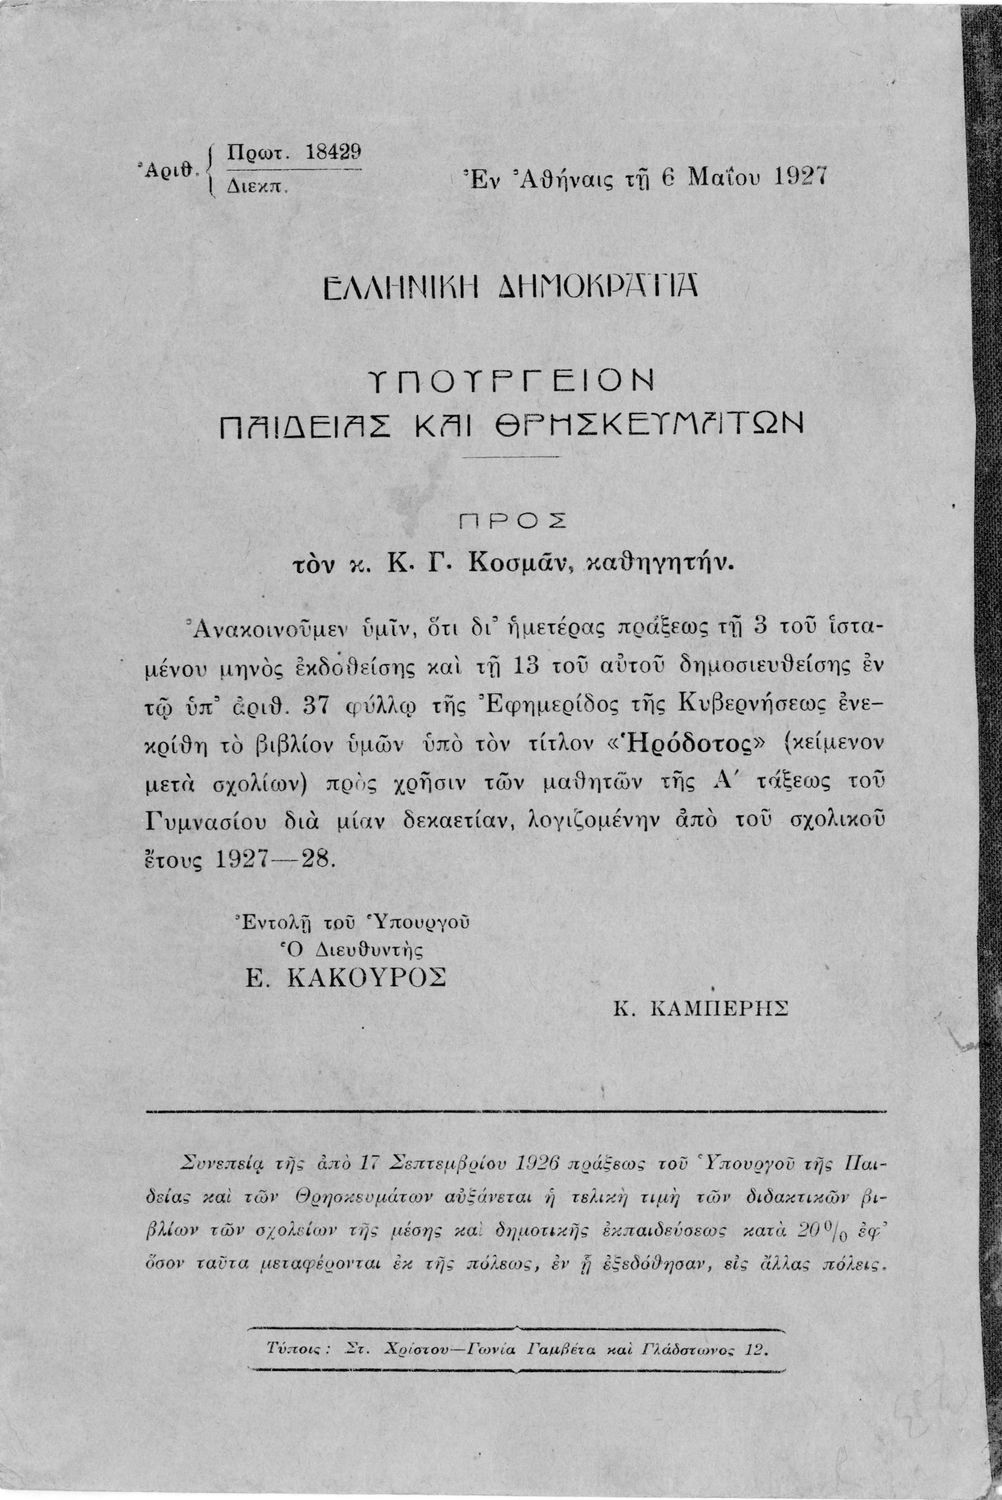 Ἀριθ. { Πρωτ. 18429
Διεκπ.
Ἐν Ἀθήναις τῇ 6 Μαΐου 1927
ΕΛΛΗΝΙΚΗ ΔΗΜΟΚΡΑΤΙΑ
ΥΠΟΥΡΓΕΙΟΝ
ΠΑΙΔΕΙΑΣ ΚΑΙ ΘΡΗΣΚΕΥΜΑΤΩΝ
ΠΡΟΣ
τὸν κ. Κ. Γ. Κοσμᾶν, καθηγητήν.
Ἀνακοινοῦμεν ὑμῖν, ὅτι δι’ ἡμετέρας πράξεως τῇ 3 τοῦ ἱστα-
μένου μηνὸς ἐκδοθείσης καὶ τῇ 13 τοῦ αὐτοῦ δημοσιευθείσης ἐν
τῷ ὑπ’ ἀριθ. 37 φύλλῳ τῆς Ἐφημερίδος τῆς Κυβερνήσεως ἐνε-
κρίθη τὸ βιβλίον ὑμῶν ὑπὸ τὸν τίτλον «Ἡρόδοτος» (κείμενον
μετὰ σχολίων) πρὸς χρῆσιν τῶν μαθητῶν τῆς Α΄ τάξεως τοῦ
Γυμνασίου διὰ μίαν δεκαετίαν, λογιζομένην ἀπὸ τοῦ σχολικοῦ
ἔτους 1927—28.
Ἐντολῇ τοῦ Ὑπουργοῦ
Ὁ Διευθυντὴς
Ε. ΚΑΚΟΥΡΟΣ
Κ. ΚΑΜΠΕΡΗΣ
Συνεπείᾳ τῆς ἀπὸ 17 Σεπτεμβρίου 1926 πράξεως τοῦ Ὑπουργοῦ τῆς Παι-
δείας καὶ τῶν Θρησκευμάτων αὐξάνεται ἡ τελικὴ τιμὴ τῶν διδακτικῶν βι-
βλίων τῶν σχολείων τῆς μέσης καὶ δημοτικῆς ἐκπαιδεύσεως κατὰ 20% ἐφ’
ὅσον ταῦτα μεταφέρονται ἐκ τῆς πόλεως, ἐν ᾗ ἐξεδόθησαν, εἰς ἄλλας πόλεις.
Τύποις: Στ. Χρίστου—Γωνία Γαμβέτα καὶ Γλάδστωνος 12.